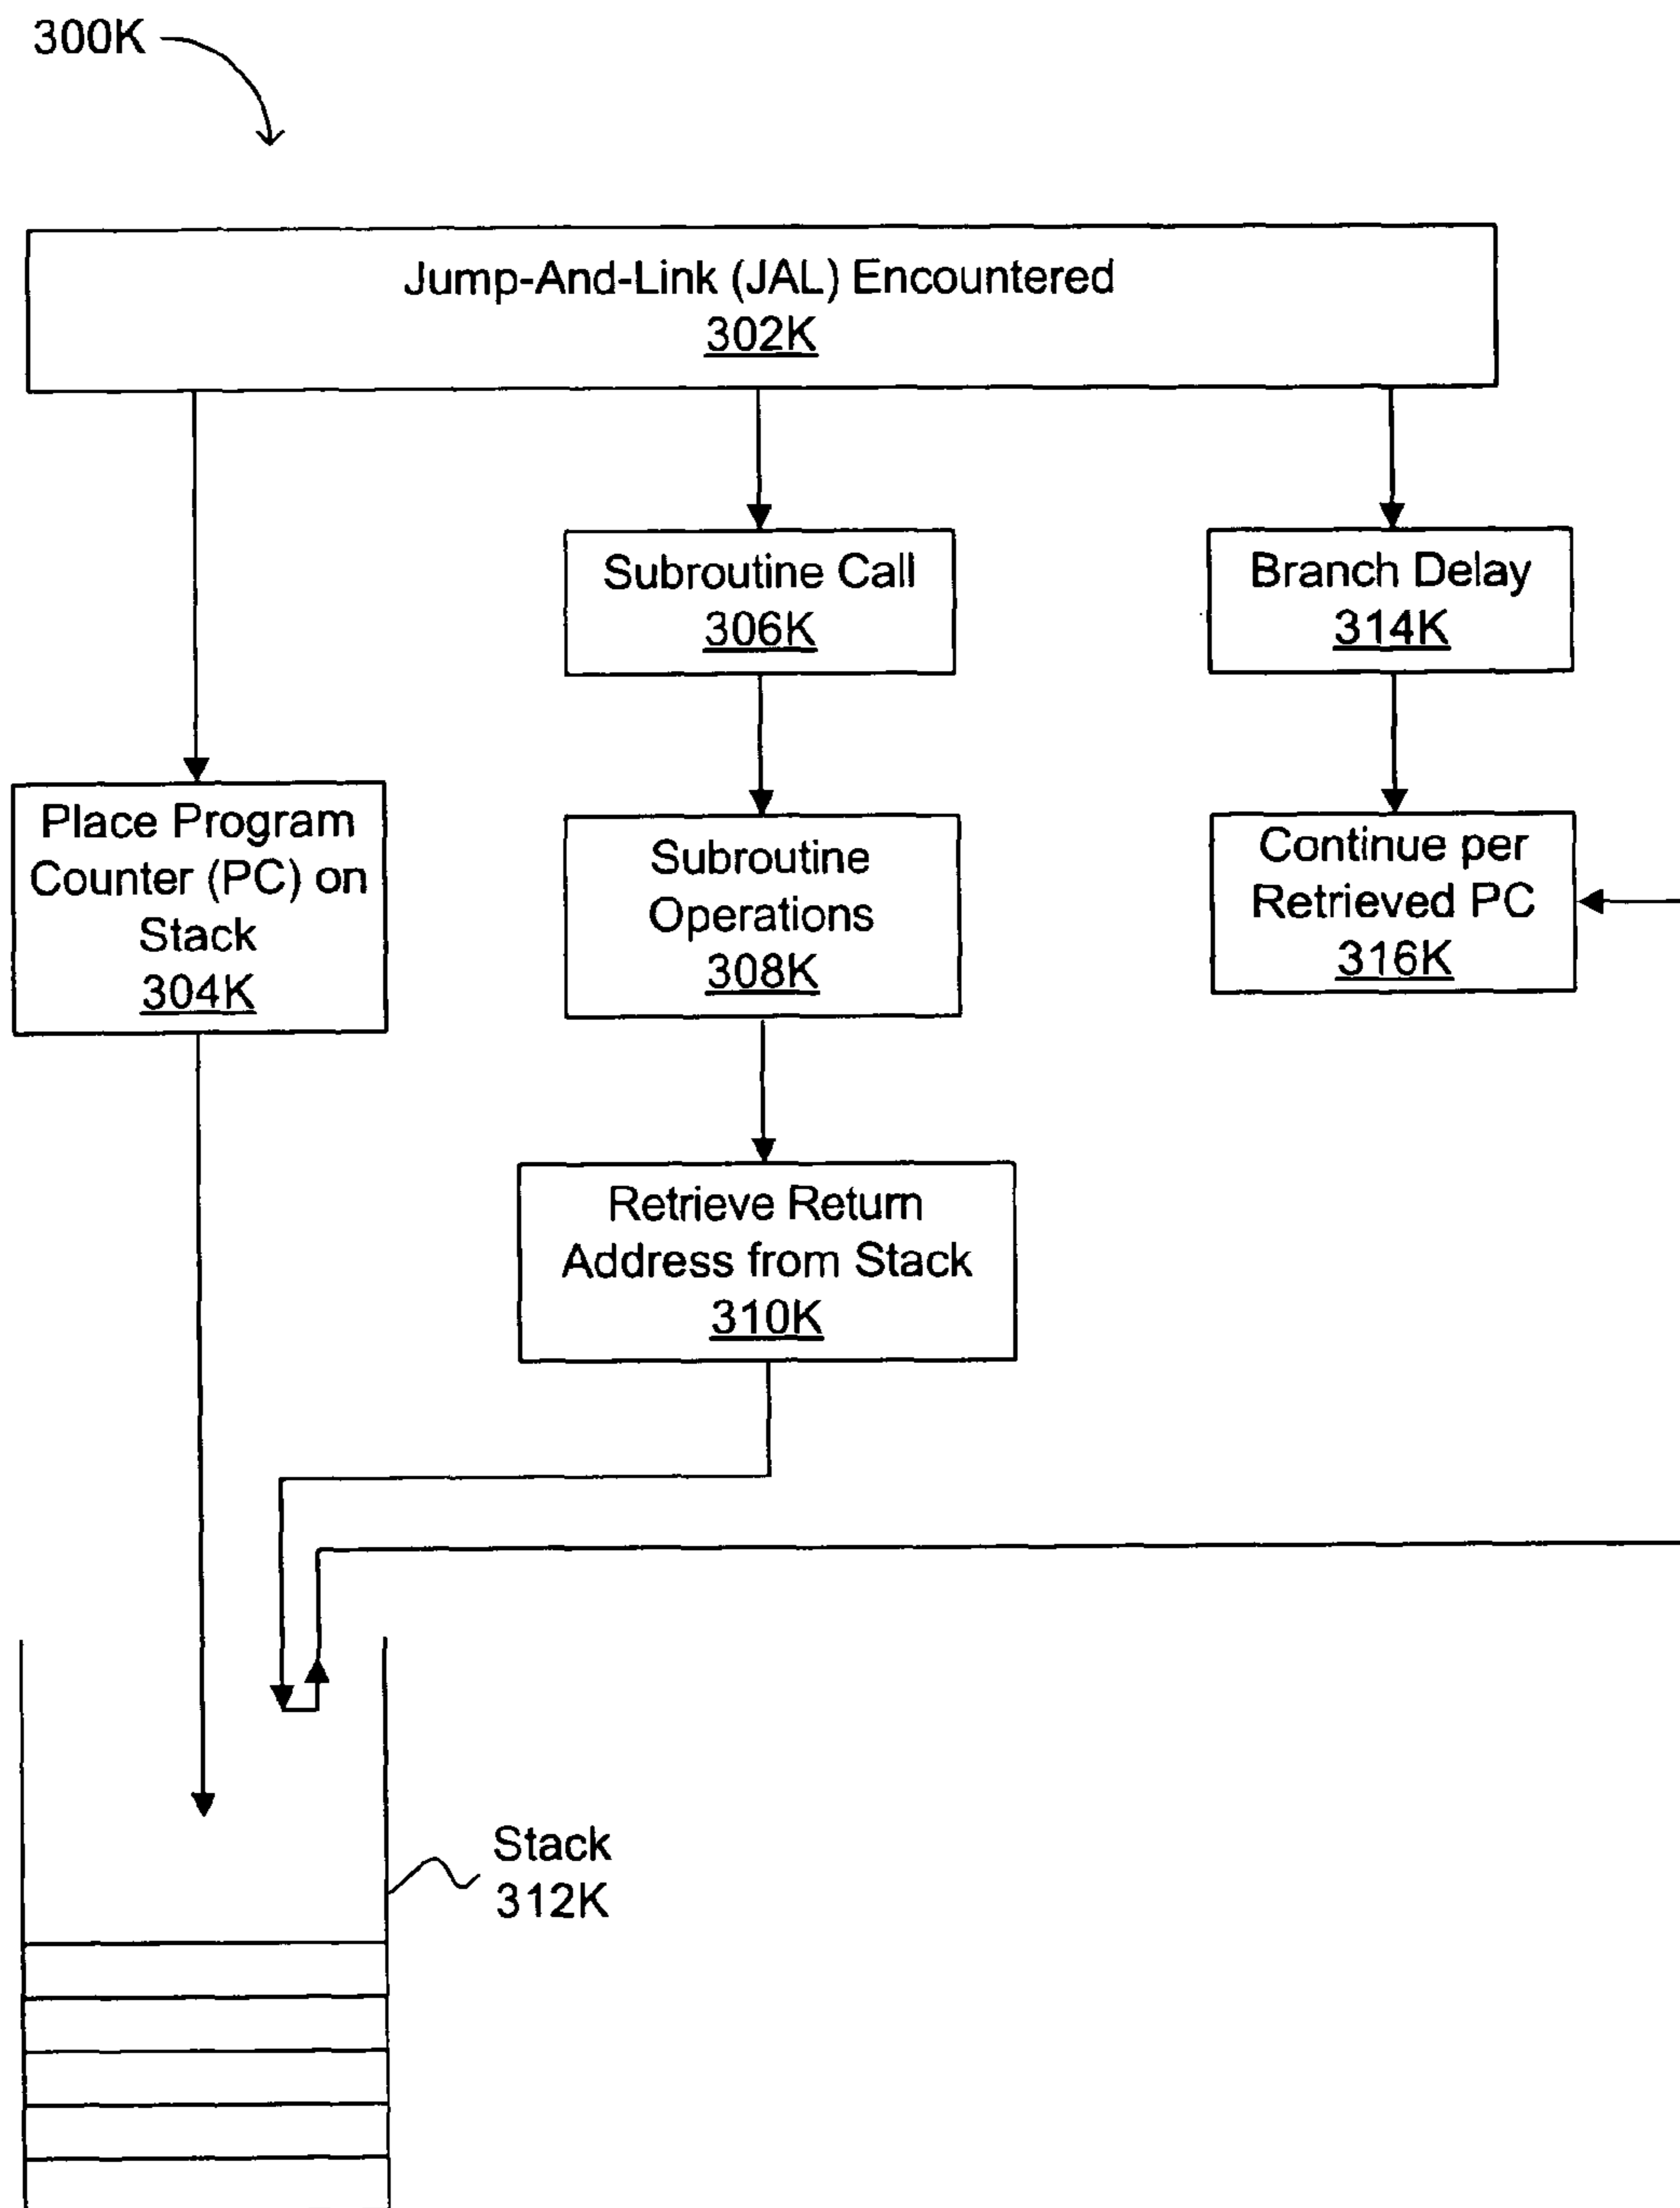 300K
Jump-And-Link (JAL) Encountered
302K
Subroutine Call
306K
Branch Delay
314K
Place Program
Counter (PC) on
Stack
304K
Subroutine
Operations
308K
Continue per
Retrieved PC
316K
Retrieve Return
Address from Stack
310K
Stack
312K